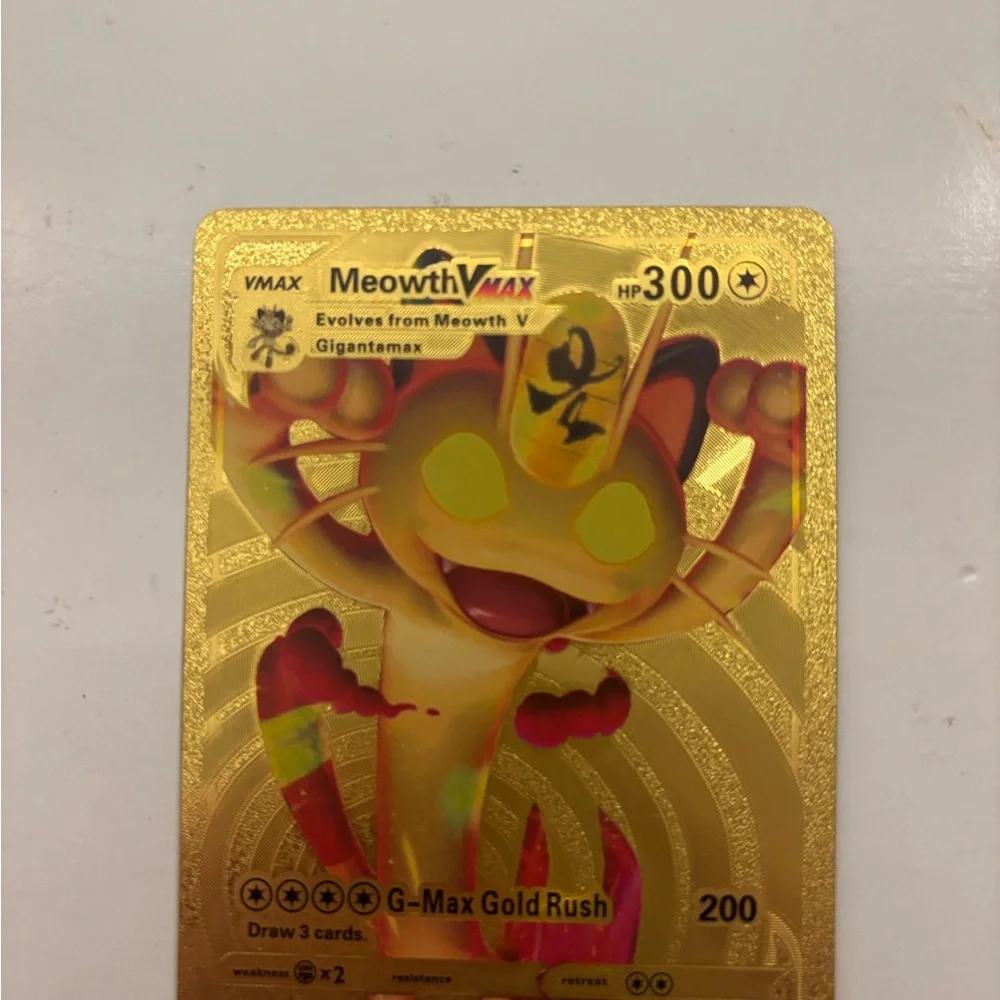 VMAX MeowthVMAX HP300
Evolves from Meowth V
Gigantamax
G-Max Gold Rush 200
Draw 3 cards.
weakness ×2 resistance retreat